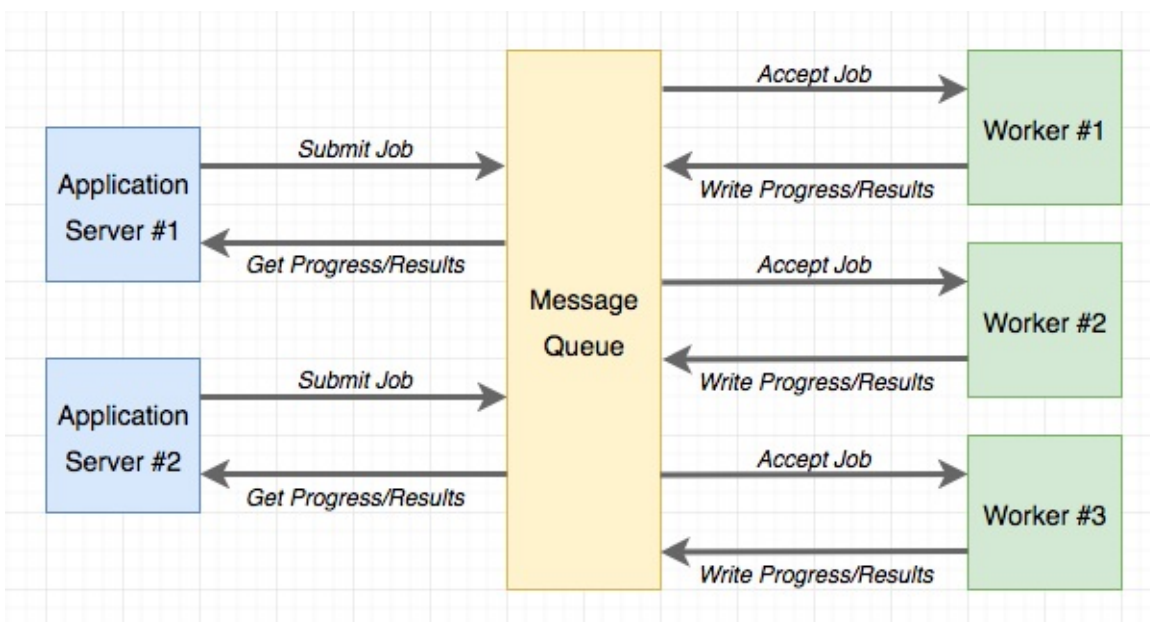 Application
Server #1
Submit Job
Get Progress/Results
Application
Server #2
Submit Job
Get Progress/Results
Message
Queue
Accept Job
Write Progress/Results
Worker #1
Accept Job
Write Progress/Results
Worker #2
Accept Job
Write Progress/Results
Worker #3